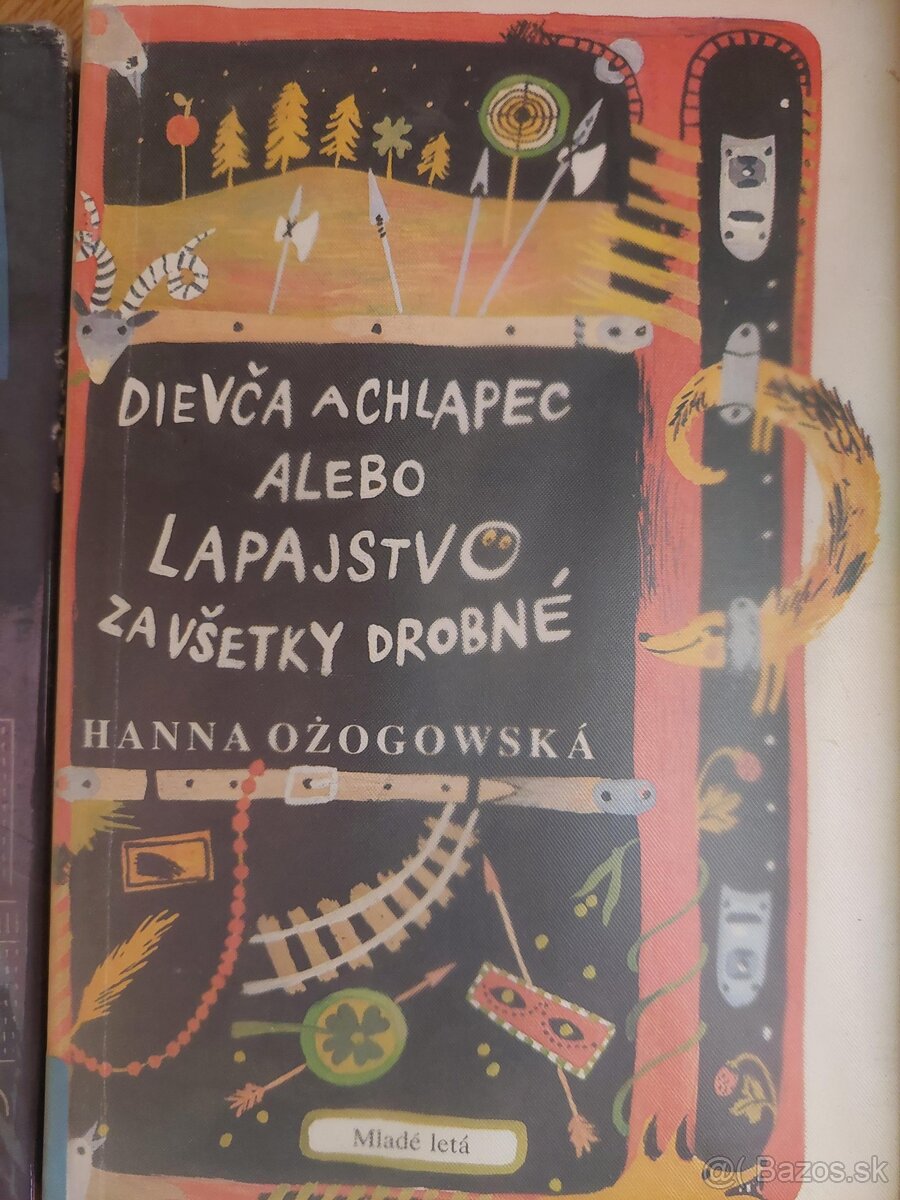 DIEVČA A CHLAPEC
ALEBO
LAPAJSTVO
ZA VŠETKY DROBNÉ
HANNA OŻOGOWSKÁ
Mladé letá
@( Bazos.sk